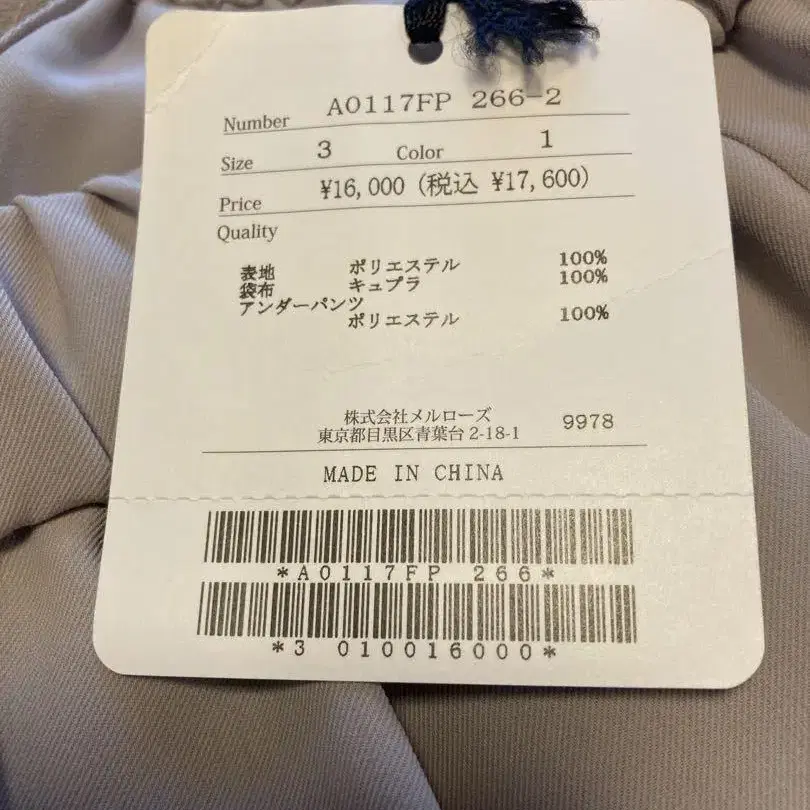 Number A0117FP 266-2
Size 3 Color 1
Price ¥16,000 (税込 ¥17,600)
Quality
表地 ポリエステル 100%
袋布 キュプラ 100%
アンダーパンツ
ポリエステル 100%
株式会社メルローズ
東京都目黒区青葉台 2-18-1 9978
MADE IN CHINA
*A0117FP 266*
*3 010016000*